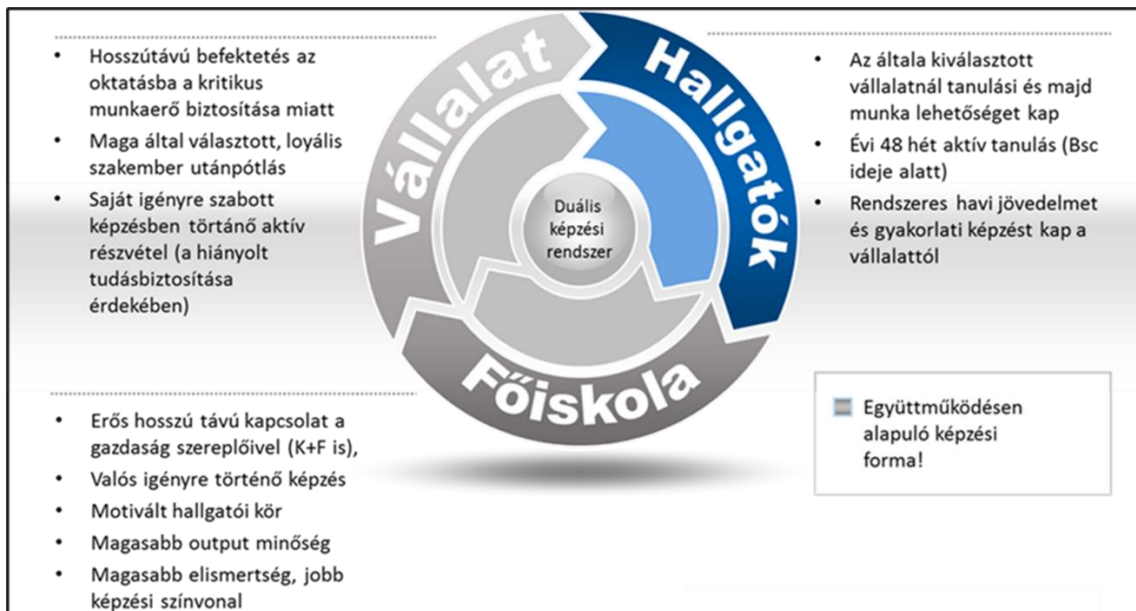 • Hosszútávú befektetés az
oktatásba a kritikus
munkaerő biztosítása miatt
• Maga által választott, loyális
szakember utánpótlás
• Saját igényre szabott
képzésben törtánő aktív
részvétel (a hiányolt
tudásbiztosítása
érdekében)
Vállalat
Hallgatók
Főiskola
Duális
képzési
rendszer
• Az általa kiválasztott
vállalatnál tanulási és majd
munka lehetőséget kap
• Évi 48 hét aktív tanulás (Bsc
ideje alatt)
• Rendszeres havi jövedelmet
és gyakorlati képzést kap a
vállalattól
• Erős hosszú távú kapcsolat a
gazdaság szereplőivel (K+F is),
• Valós igényre történő képzés
• Motivált hallgatói kör
• Magasabb output minőség
• Magasabb elismertség, jobb
képzési színvonal
Együttműködésen
alapuló képzési
forma!